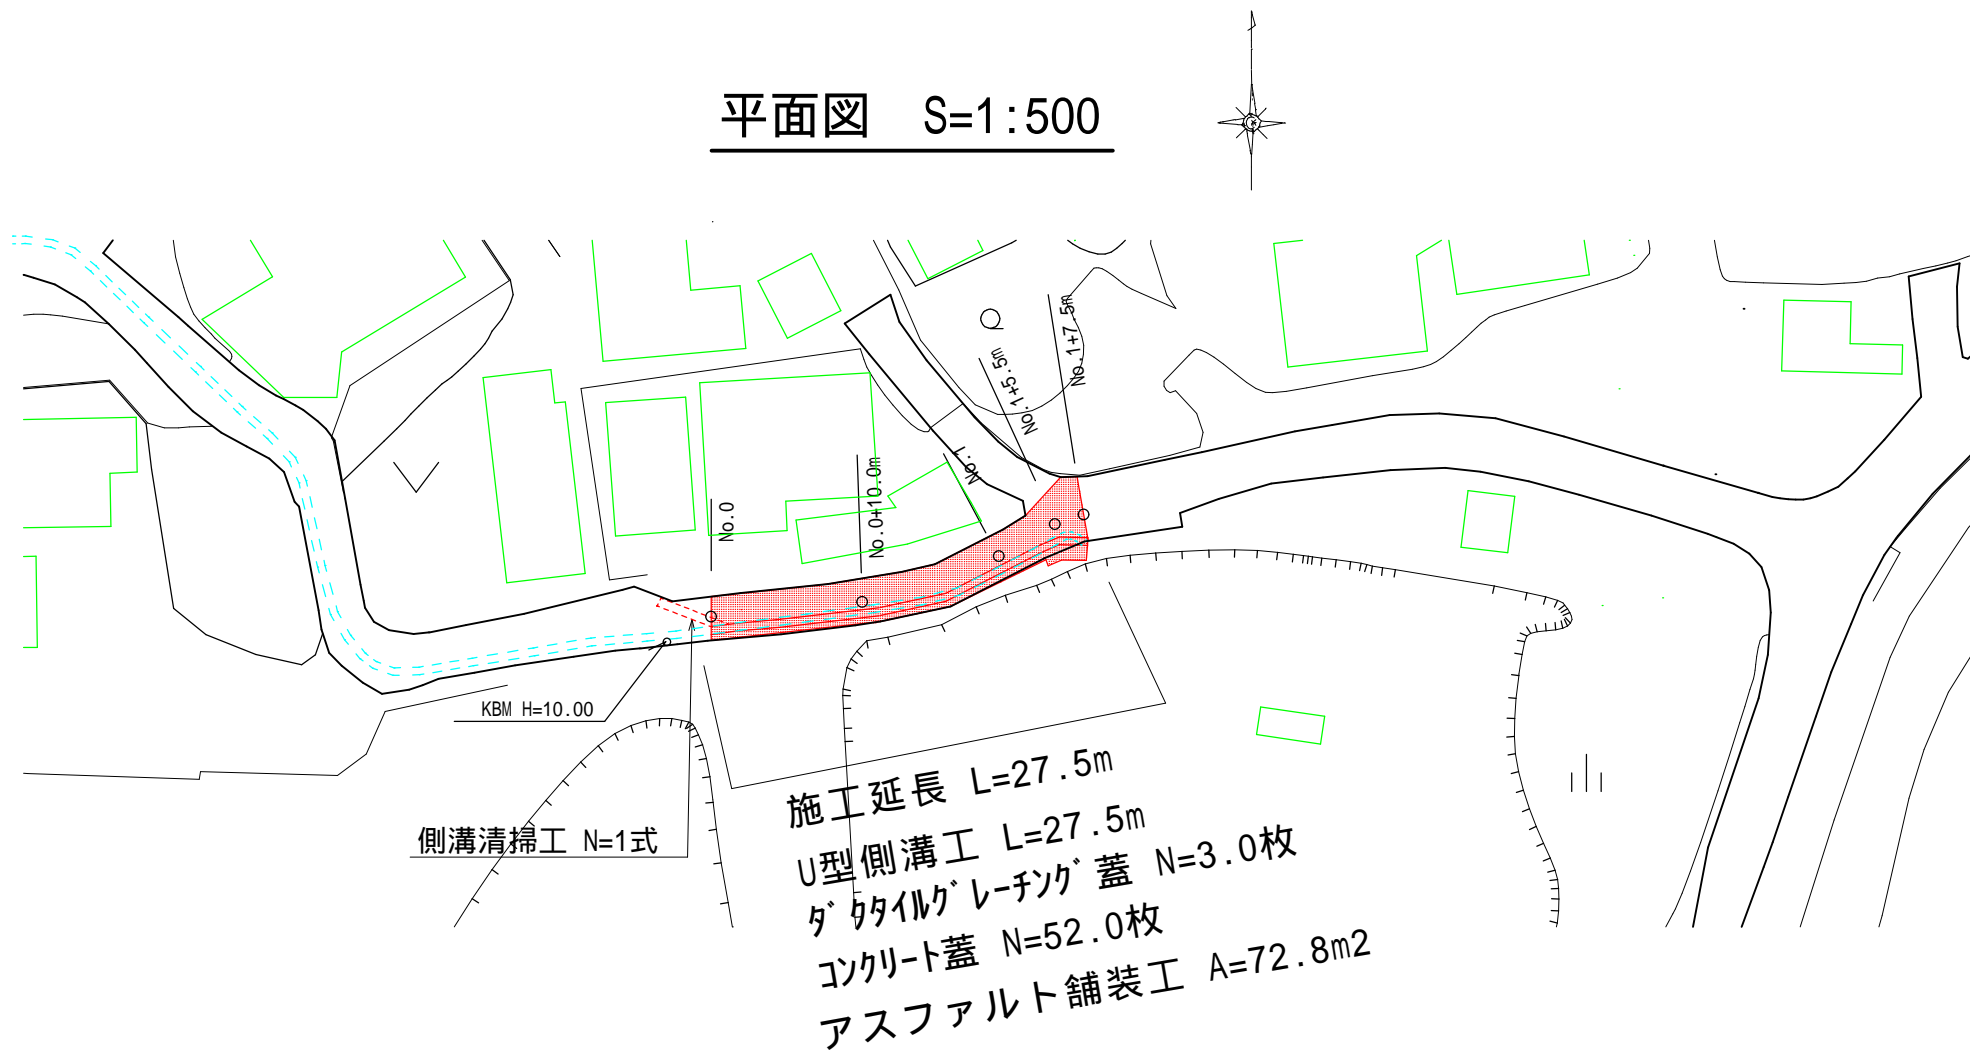 平面図　S=1:500
No.1+7.5m
No.1+5.5m
No.1
No.0+10.0m
No.0
KBM H=10.00
側溝清掃工 N=1式
施工延長 L=27.5m
U型側溝工 L=27.5m
ﾀﾞｸﾀｲﾙｸﾞﾚｰﾁﾝｸﾞ蓋 N=3.0枚
ｺﾝｸﾘｰﾄ蓋 N=52.0枚
アスファルト舗装工 A=72.8m2